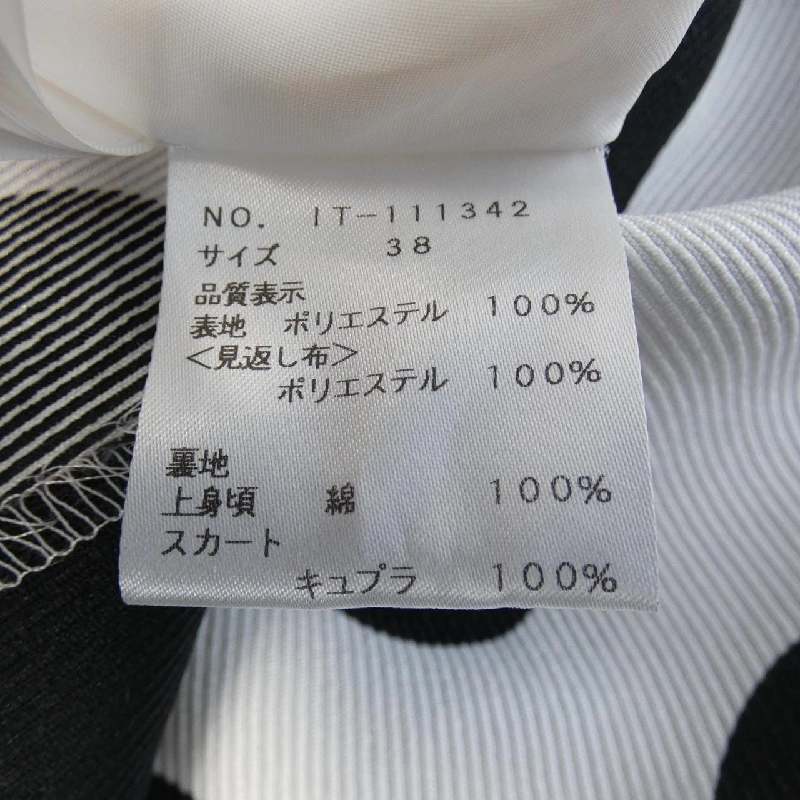 NO. IT-111342
サイズ 38
品質表示
表地 ポリエステル 100%
<見返し布>
ポリエステル 100%
裏地
上身頃 綿 100%
スカート
キュプラ 100%